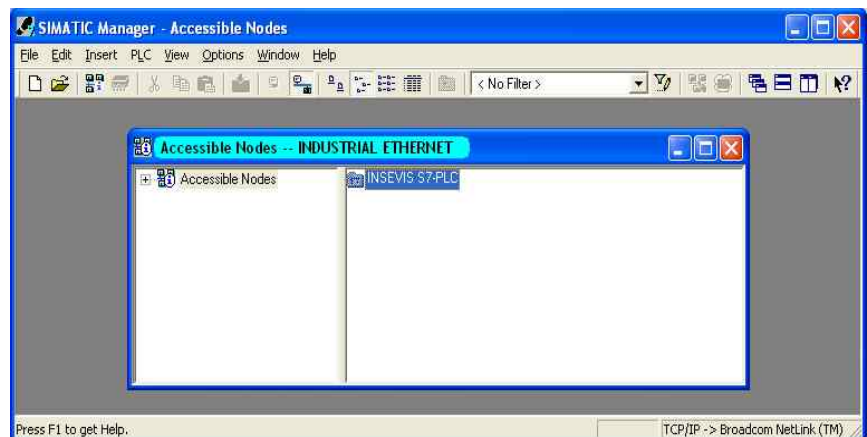 SIMATIC Manager - Accessible Nodes
File Edit Insert PLC View Options Window Help
< No Filter >
Accessible Nodes -- INDUSTRIAL ETHERNET
Accessible Nodes
INSEVIS S7-PLC
Press F1 to get Help.
TCP/IP -> Broadcom NetLink (TM)